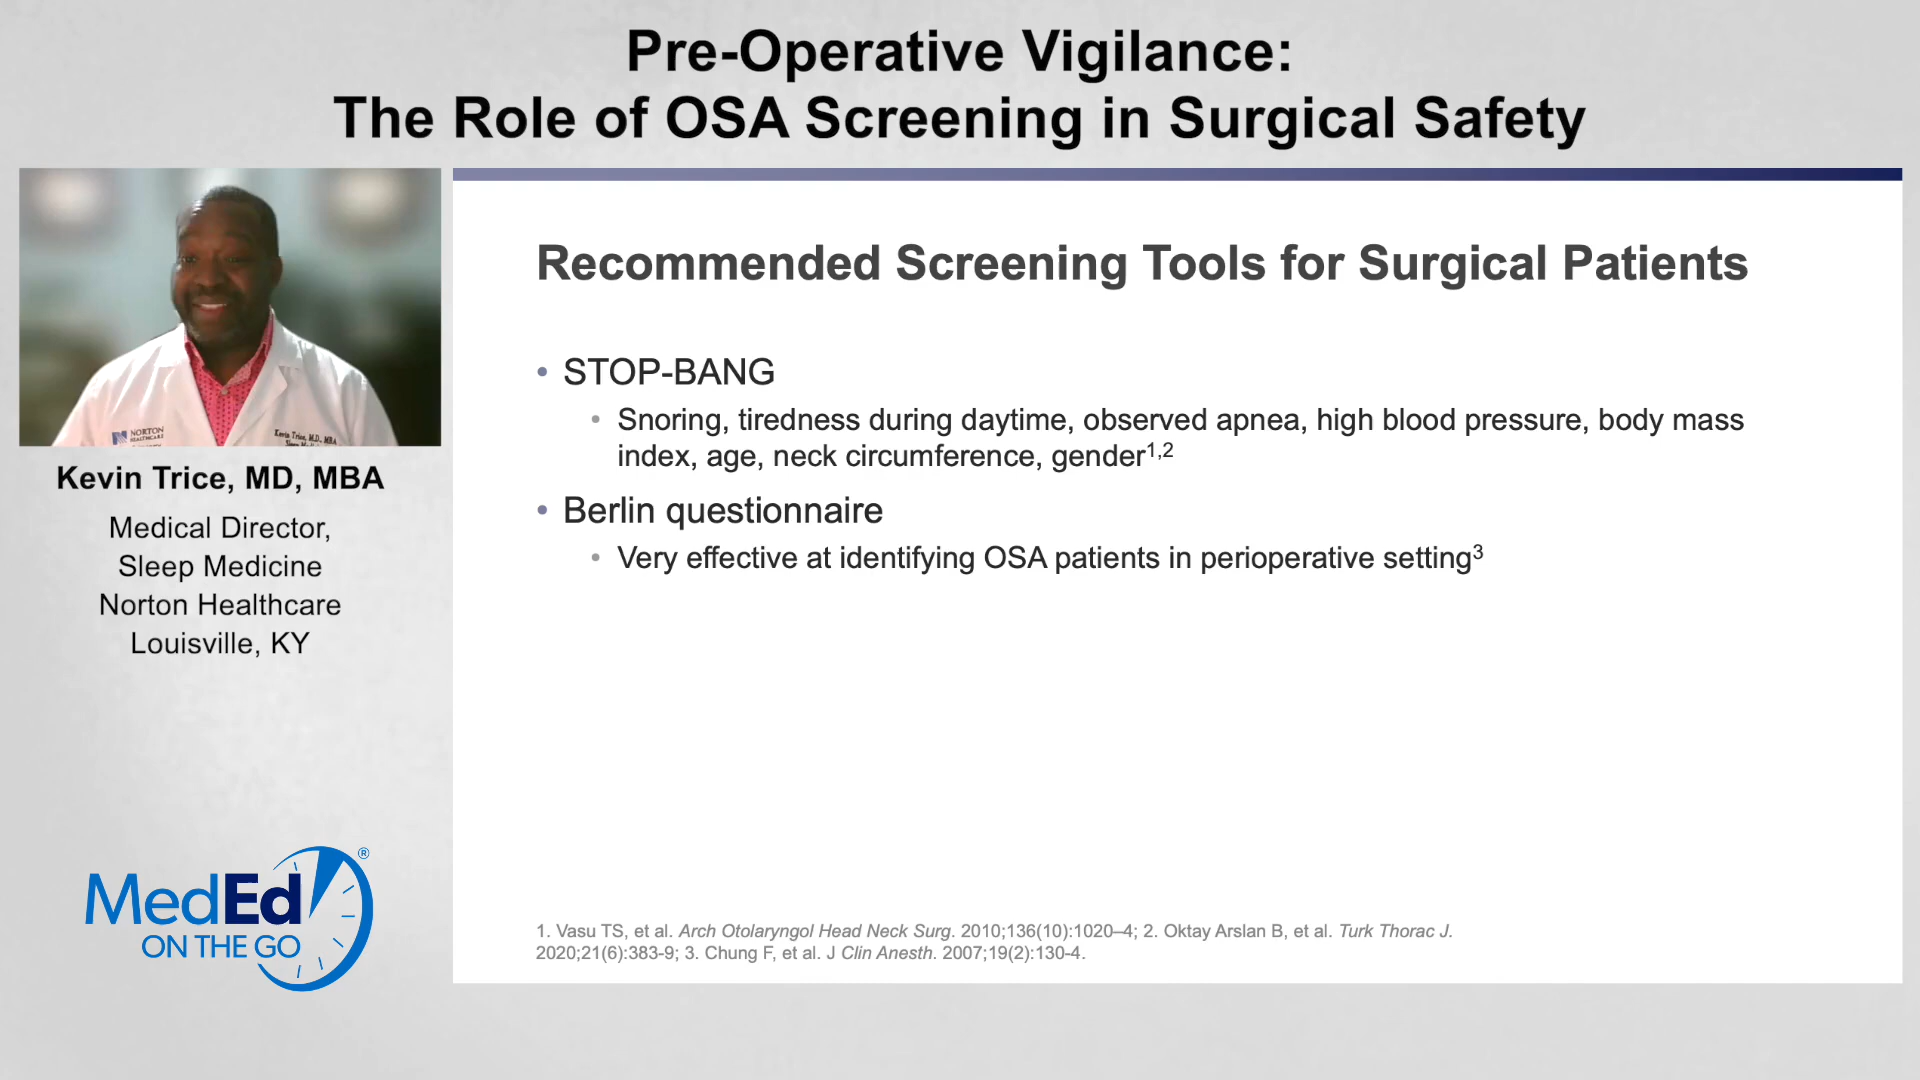 Pre-Operative Vigilance:
The Role of OSA Screening in Surgical Safety
NORTON
HEALTHCARE
Kevin Trice, M.D., MBA
Kevin Trice, MD, MBA
Medical Director,
Sleep Medicine
Norton Healthcare
Louisville, KY
MedEd®
ON THE GO
Recommended Screening Tools for Surgical Patients
• STOP-BANG
• Snoring, tiredness during daytime, observed apnea, high blood pressure, body mass
index, age, neck circumference, gender1,2
• Berlin questionnaire
• Very effective at identifying OSA patients in perioperative setting3
1. Vasu TS, et al. Arch Otolaryngol Head Neck Surg. 2010;136(10):1020–4; 2. Oktay Arslan B, et al. Turk Thorac J.
2020;21(6):383-9; 3. Chung F, et al. J Clin Anesth. 2007;19(2):130-4.